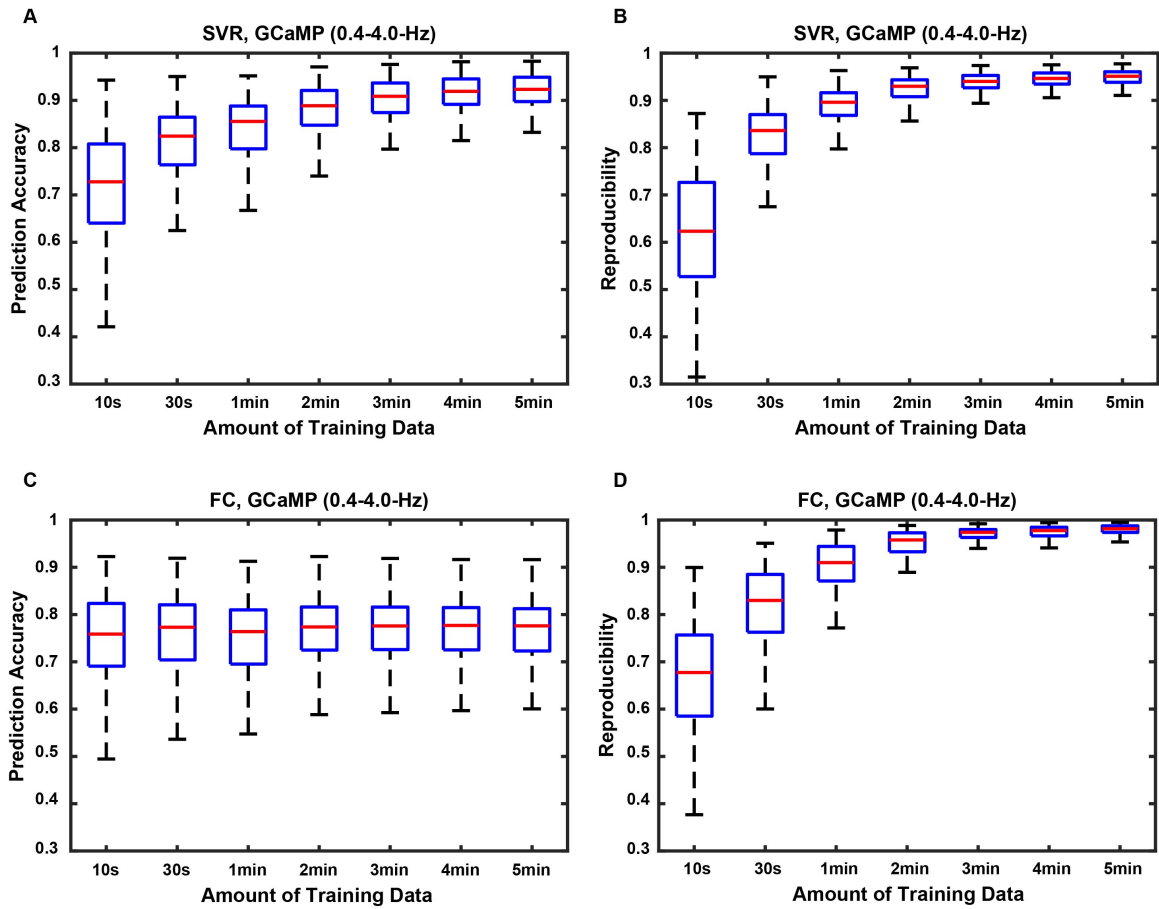 A
SVR, GCaMP (0.4-4.0-Hz)
Prediction Accuracy
1
0.9
0.8
0.7
0.6
0.5
0.4
0.3
10s 30s 1min 2min 3min 4min 5min
Amount of Training Data
B
SVR, GCaMP (0.4-4.0-Hz)
Reproducibility
1
0.9
0.8
0.7
0.6
0.5
0.4
0.3
10s 30s 1min 2min 3min 4min 5min
Amount of Training Data
C
FC, GCaMP (0.4-4.0-Hz)
Prediction Accuracy
1
0.9
0.8
0.7
0.6
0.5
0.4
0.3
10s 30s 1min 2min 3min 4min 5min
Amount of Training Data
D
FC, GCaMP (0.4-4.0-Hz)
Reproducibility
1
0.9
0.8
0.7
0.6
0.5
0.4
0.3
10s 30s 1min 2min 3min 4min 5min
Amount of Training Data